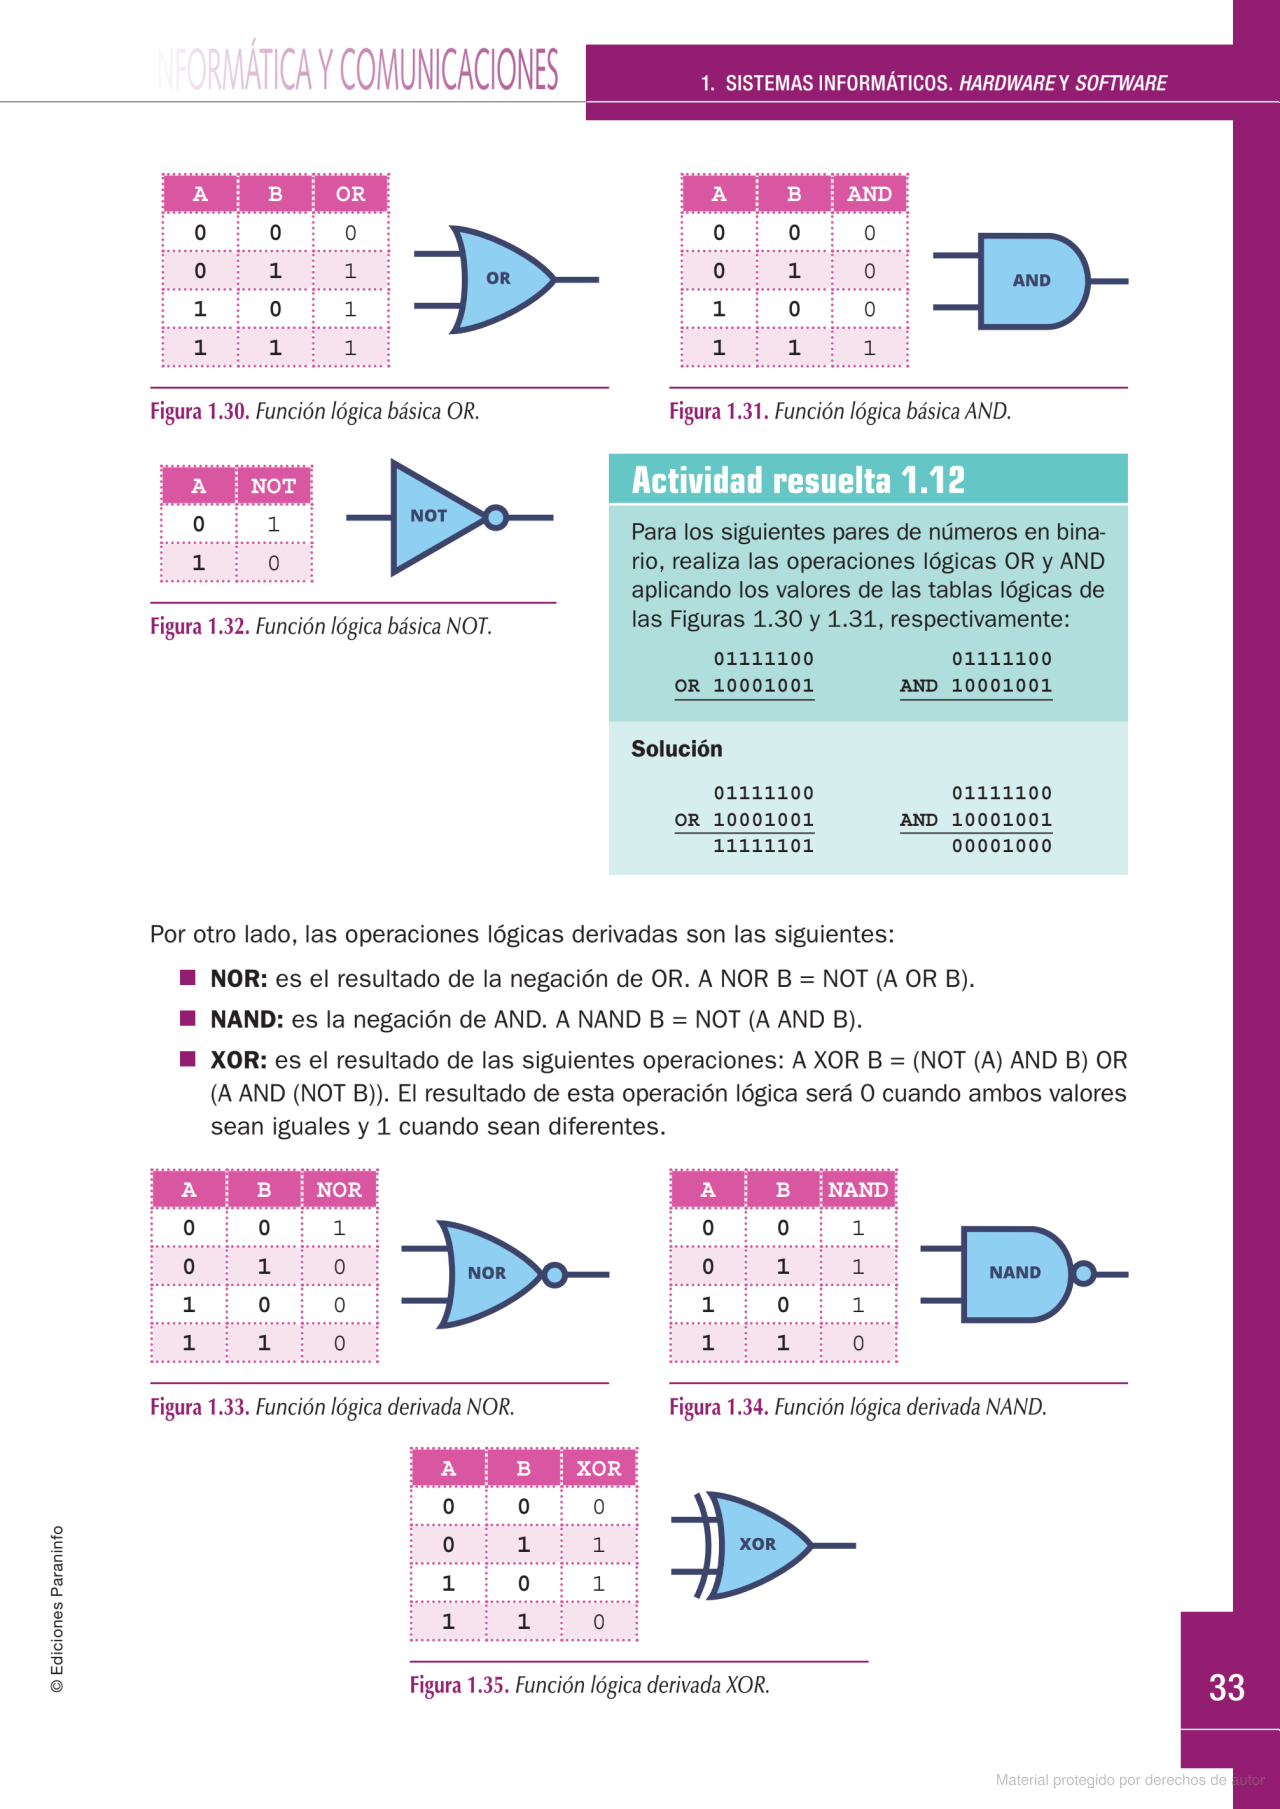 INFORMÁTICA Y COMUNICACIONES
1. SISTEMAS INFORMÁTICOS. HARDWARE Y SOFTWARE
A B OR
0 0 0
0 1 1
1 0 1
1 1 1
OR
Figura 1.30. Función lógica básica OR.
A B AND
0 0 0
0 1 0
1 0 0
1 1 1
AND
Figura 1.31. Función lógica básica AND.
A NOT
0 1
1 0
NOT
Figura 1.32. Función lógica básica NOT.
Actividad resuelta 1.12
Para los siguientes pares de números en bina-
rio, realiza las operaciones lógicas OR y AND
aplicando los valores de las tablas lógicas de
las Figuras 1.30 y 1.31, respectivamente:
01111100 01111100
OR 10001001 AND 10001001
Solución
01111100 01111100
OR 10001001 AND 10001001
11111101 00001000
Por otro lado, las operaciones lógicas derivadas son las siguientes:
NOR: es el resultado de la negación de OR. A NOR B = NOT (A OR B).
NAND: es la negación de AND. A NAND B = NOT (A AND B).
XOR: es el resultado de las siguientes operaciones: A XOR B = (NOT (A) AND B) OR
(A AND (NOT B)). El resultado de esta operación lógica será 0 cuando ambos valores
sean iguales y 1 cuando sean diferentes.
A B NOR
0 0 1
0 1 0
1 0 0
1 1 0
NOR
Figura 1.33. Función lógica derivada NOR.
A B NAND
0 0 1
0 1 1
1 0 1
1 1 0
NAND
Figura 1.34. Función lógica derivada NAND.
A B XOR
0 0 0
0 1 1
1 0 1
1 1 0
XOR
Figura 1.35. Función lógica derivada XOR.
© Ediciones Paraninfo
33
Material protegido por derechos de autor